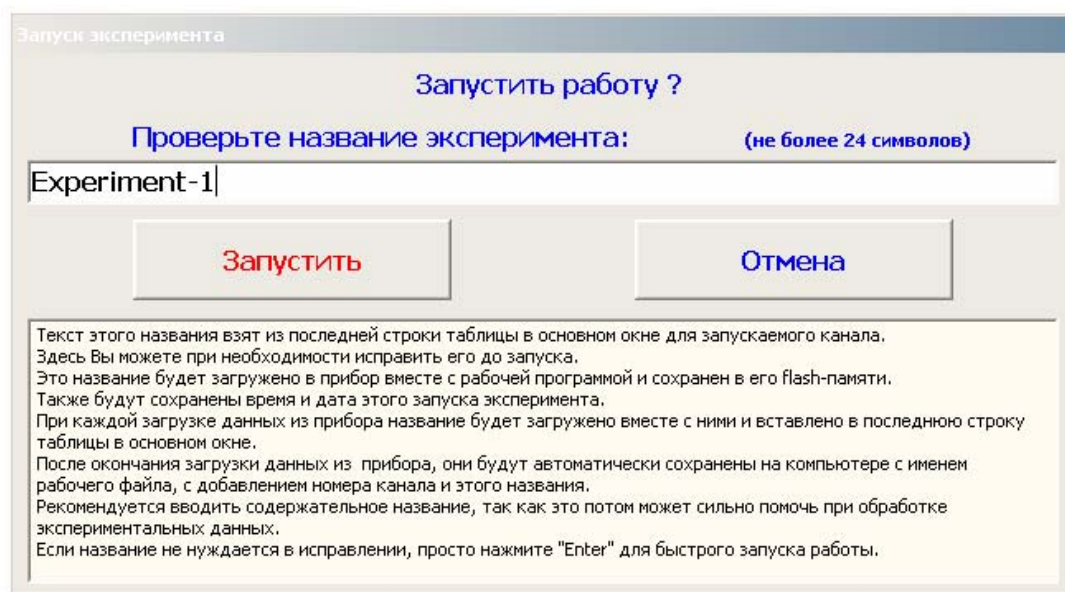 Запуск эксперимента
Запустить работу ?
Проверьте название эксперимента: (не более 24 символов)
Experiment-1
Запустить Отмена
Текст этого названия взят из последней строки таблицы в основном окне для запускаемого канала.
Здесь Вы можете при необходимости исправить его до запуска.
Это название будет загружено в прибор вместе с рабочей программой и сохранен в его flash-памяти.
Также будут сохранены время и дата этого запуска эксперимента.
При каждой загрузке данных из прибора название будет загружено вместе с ними и вставлено в последнюю строку
таблицы в основном окне.
После окончания загрузки данных из прибора, они будут автоматически сохранены на компьютере с именем
рабочего файла, с добавлением номера канала и этого названия.
Рекомендуется вводить содержательное название, так как это потом может сильно помочь при обработке
экспериментальных данных.
Если название не нуждается в исправлении, просто нажмите "Enter" для быстрого запуска работы.